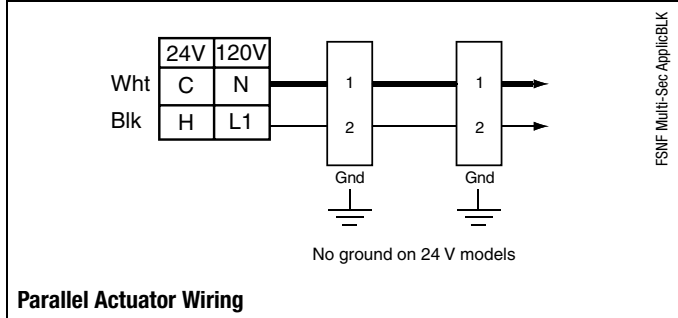 24V 120V
Wht C N 1 1
Blk H L1 2 2
Gnd Gnd
No ground on 24 V models
Parallel Actuator Wiring
FSNF Multi-Sec ApplicBLK